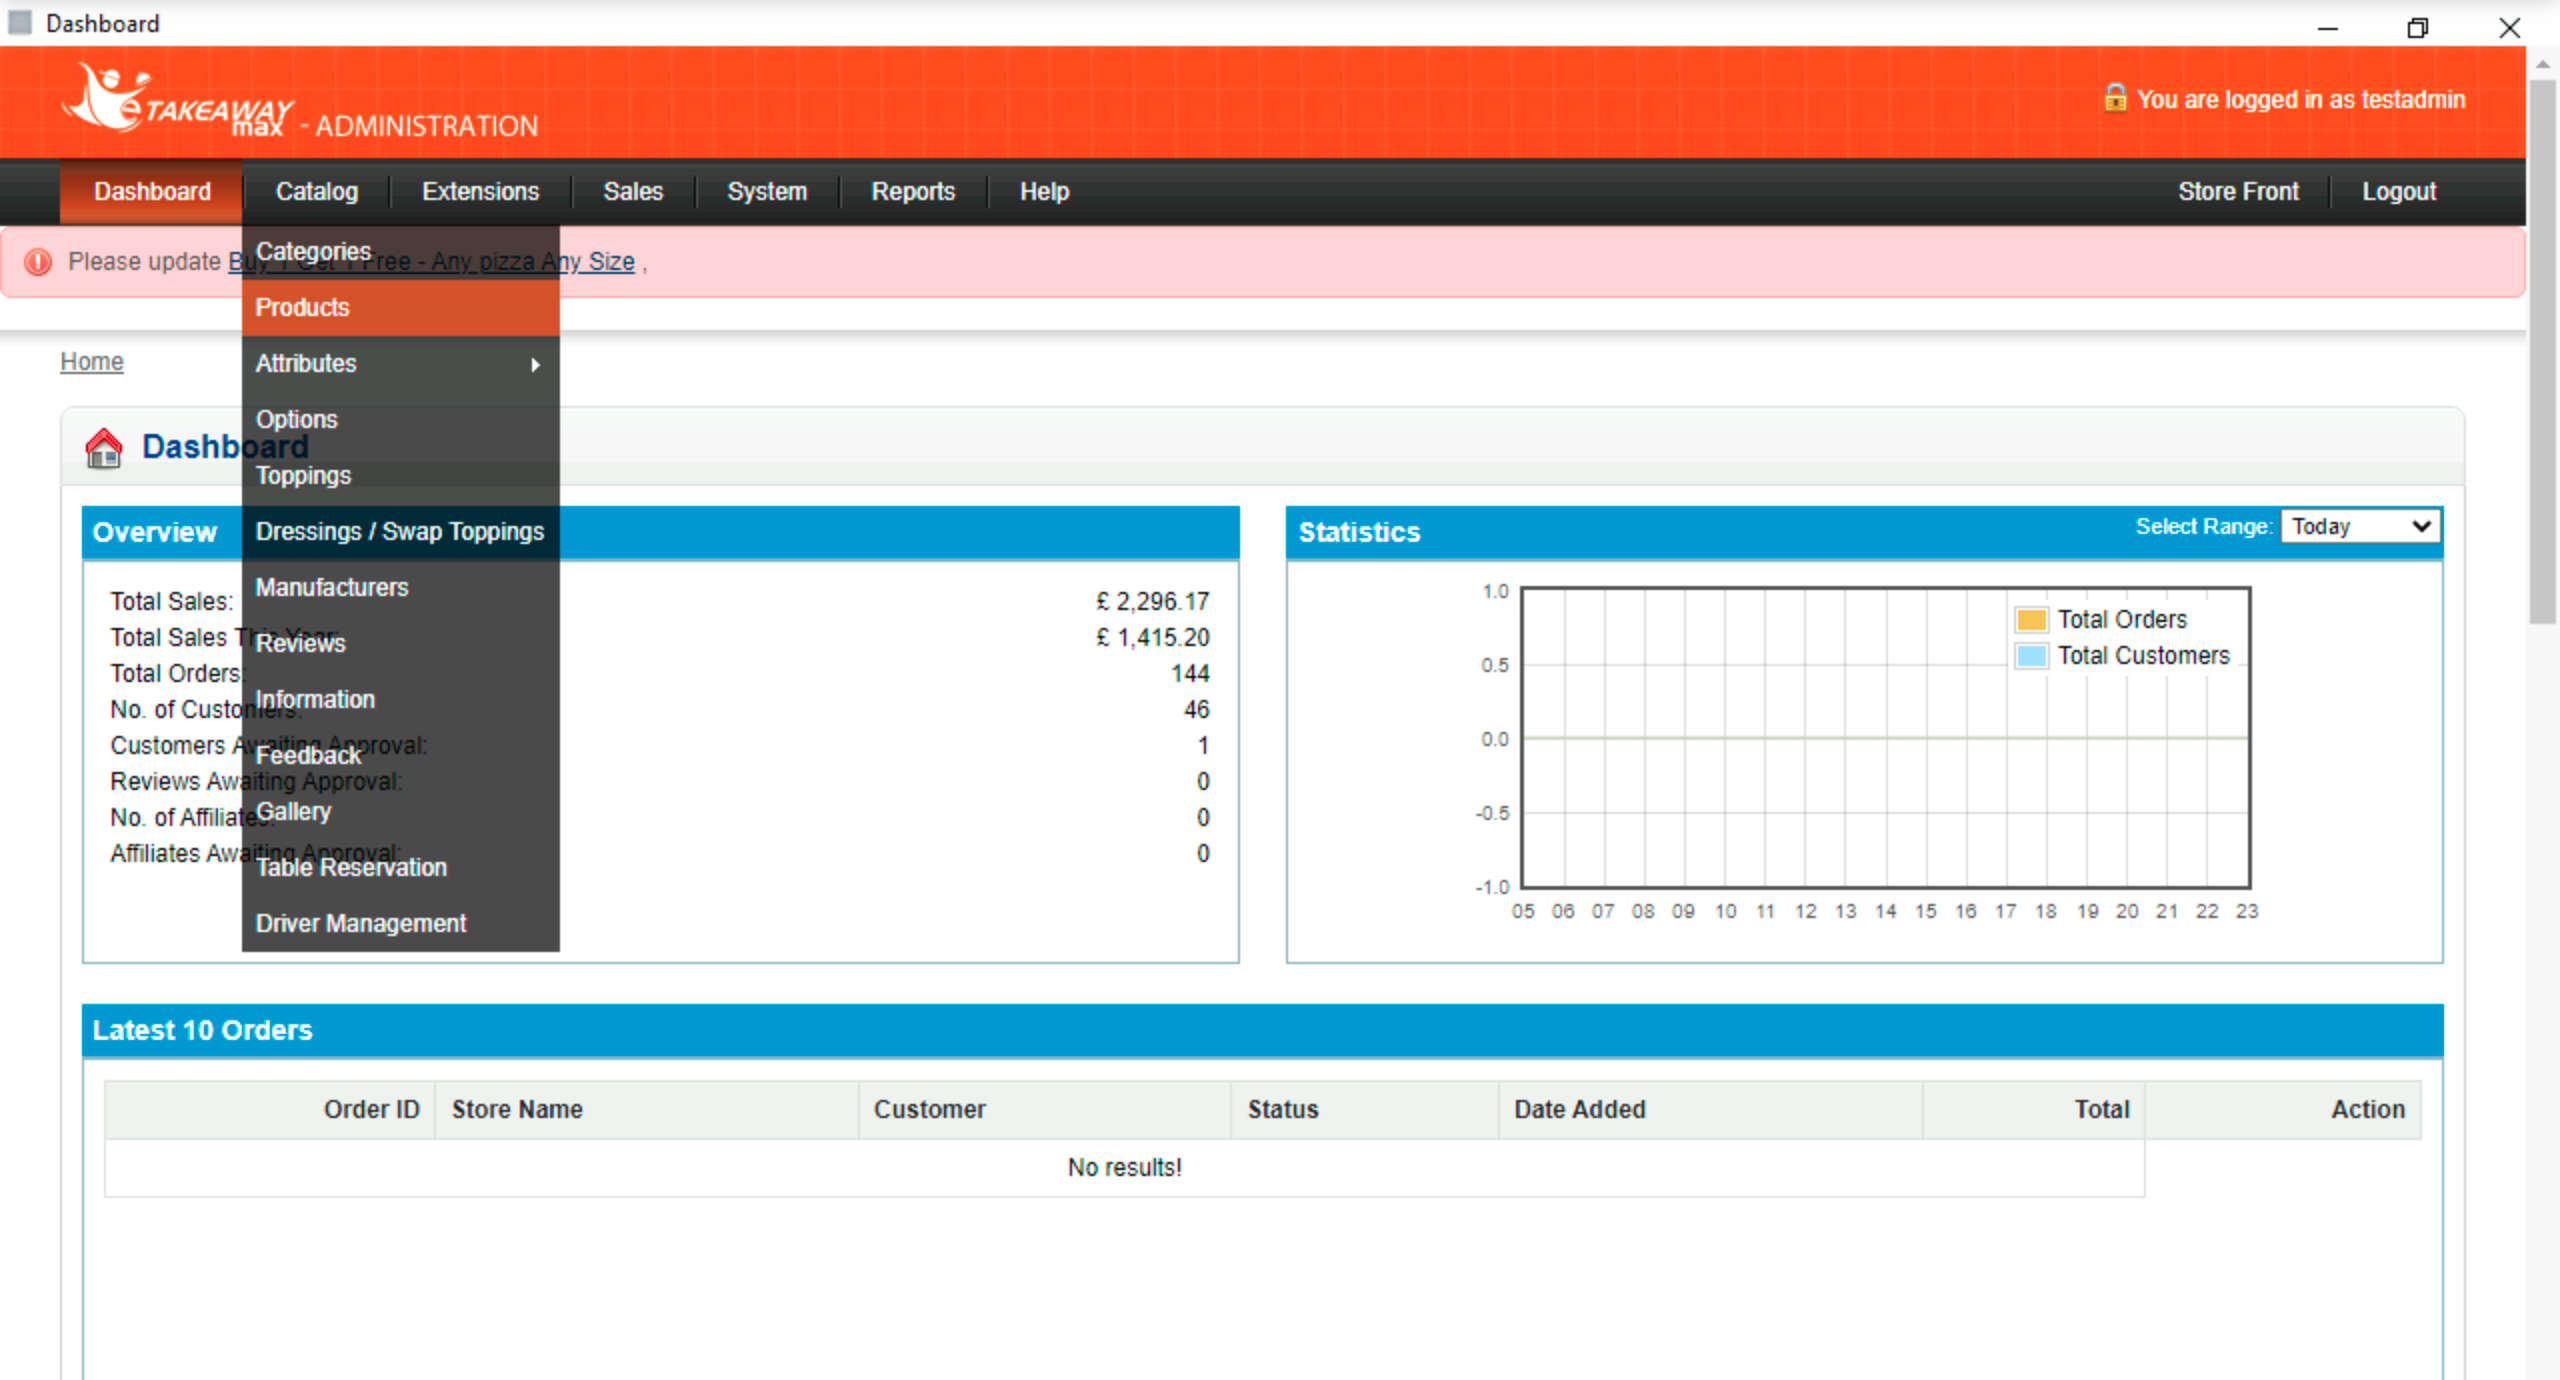 Dashboard
eTAKEAWAY max - ADMINISTRATION
You are logged in as testadmin
Dashboard Catalog Extensions Sales System Reports Help Store Front Logout
Please update Buy 1 Get 1 Free - Any pizza Any Size ,
Categories
Products
Attributes
Options
Toppings
Dressings / Swap Toppings
Manufacturers
Reviews
Information
Feedback
Gallery
Table Reservation
Driver Management
Home
Dashboard
Overview
Total Sales: £ 2,296.17
Total Sales This Year: £ 1,415.20
Total Orders: 144
No. of Customers: 46
Customers Awaiting Approval: 1
Reviews Awaiting Approval: 0
No. of Affiliates: 0
Affiliates Awaiting Approval: 0
Statistics
Select Range: Today
1.0
0.5
0.0
-0.5
-1.0
Total Orders
Total Customers
05 06 07 08 09 10 11 12 13 14 15 16 17 18 19 20 21 22 23
Latest 10 Orders
Order ID Store Name Customer Status Date Added Total Action
No results!